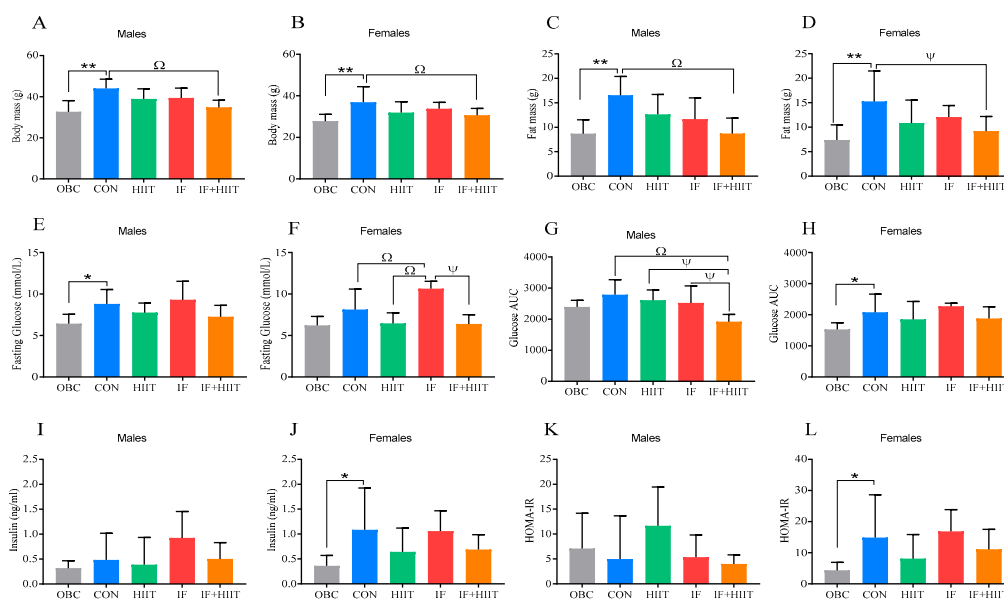 A
Males
Body mass (g)
60
40
20
0
**
Ω
OBC CON HIIT IF IF+HIIT
B
Females
Body mass (g)
60
40
20
0
**
Ω
OBC CON HIIT IF IF+HIIT
C
Males
Fat mass (g)
25
20
15
10
5
0
**
Ω
OBC CON HIIT IF IF+HIIT
D
Females
Fat mass (g)
25
20
15
10
5
0
**
Ψ
OBC CON HIIT IF IF+HIIT
E
Males
Fasting Glucose (mmol/L)
15
10
5
0
*
OBC CON HIIT IF IF+HIIT
F
Females
Fasting Glucose (mmol/L)
15
10
5
0
Ω
Ω Ψ
OBC CON HIIT IF IF+HIIT
G
Males
Glucose AUC
4000
3000
2000
1000
0
Ω
Ψ
Ψ
OBC CON HIIT IF IF+HIIT
H
Females
Glucose AUC
4000
3000
2000
1000
0
*
OBC CON HIIT IF IF+HIIT
I
Males
Insulin (ng/ml)
2.5
2.0
1.5
1.0
0.5
0.0
OBC CON HIIT IF IF+HIIT
J
Females
Insulin (ng/ml)
2.5
2.0
1.5
1.0
0.5
0.0
*
OBC CON HIIT IF IF+HIIT
K
Males
HOMA-IR
25
20
15
10
5
0
OBC CON HIIT IF IF+HIIT
L
Females
HOMA-IR
40
30
20
10
0
*
OBC CON HIIT IF IF+HIIT